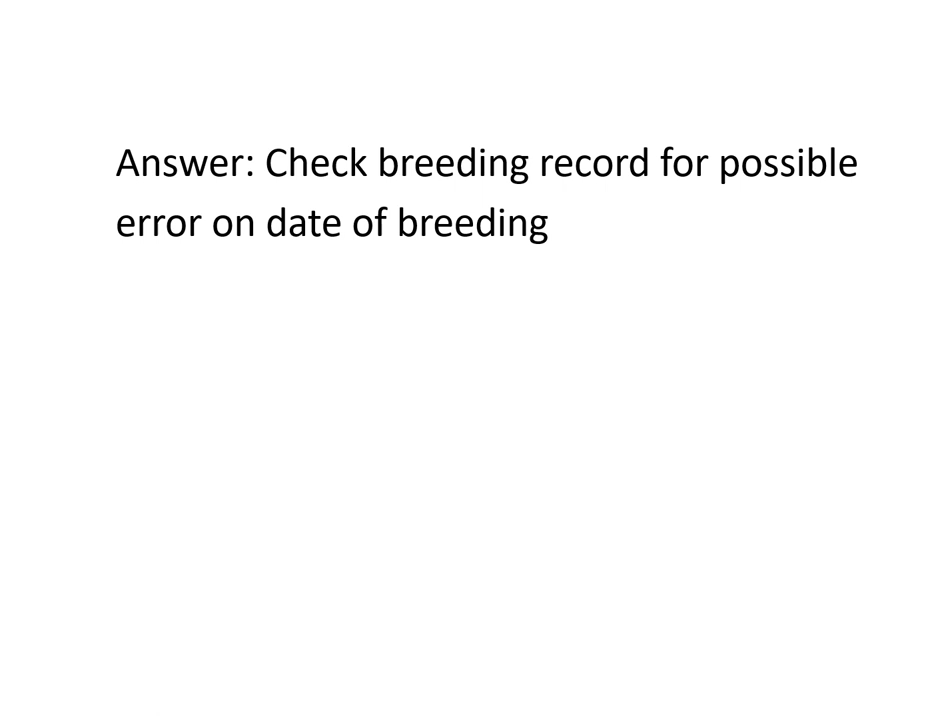 Answer: Check breeding record for possible
error on date of breeding